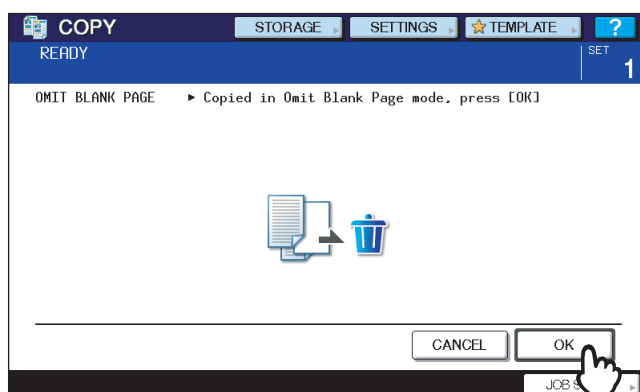 COPY STORAGE SETTINGS TEMPLATE ?
READY SET
1
OMIT BLANK PAGE ▶ Copied in Omit Blank Page mode, press [OK]
CANCEL OK
JOB S